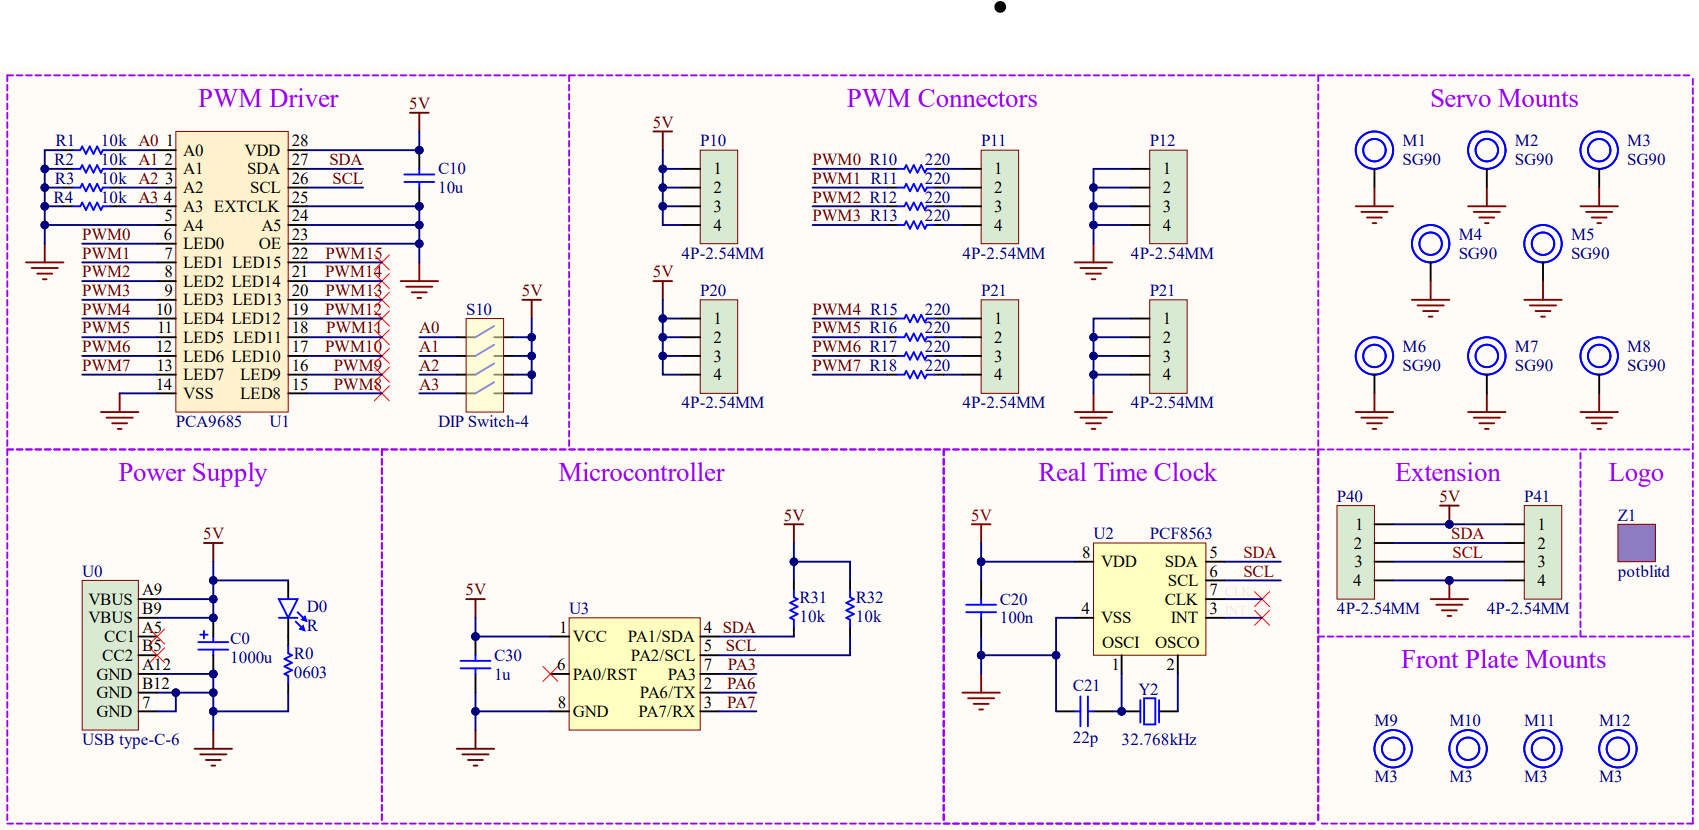 PWM Driver
5V
R1 10k A0 1 A0 VDD 28
R2 10k A1 2 A1 SDA 27 SDA
R3 10k A2 3 A2 SCL 26 SCL
R4 10k A3 4 A3 EXTCLK 25
5 A4 A5 24
PWM0 6 LED0 OE 23
PWM1 7 LED1 LED15 22 PWM15
PWM2 8 LED2 LED14 21 PWM14
PWM3 9 LED3 LED13 20 PWM13
PWM4 10 LED4 LED12 19 PWM12
PWM5 11 LED5 LED11 18 PWM11
PWM6 12 LED6 LED10 17 PWM10
PWM7 13 LED7 LED9 16 PWM9
14 VSS LED8 15 PWM8
PCA9685 U1
C10
10u
S10 5V
A0
A1
A2
A3
DIP Switch-4
PWM Connectors
5V
P10
1
2
3
4
4P-2.54MM
P11
PWM0 R10 220 1
PWM1 R11 220 2
PWM2 R12 220 3
PWM3 R13 220 4
4P-2.54MM
P12
1
2
3
4
4P-2.54MM
5V
P20
1
2
3
4
4P-2.54MM
P21
PWM4 R15 220 1
PWM5 R16 220 2
PWM6 R17 220 3
PWM7 R18 220 4
4P-2.54MM
P21
1
2
3
4
4P-2.54MM
Servo Mounts
M1 M2 M3
SG90 SG90 SG90
M4 M5
SG90 SG90
M6 M7 M8
SG90 SG90 SG90
Power Supply
5V
U0
VBUS A9
VBUS B9
CC1 A5
CC2 B5
GND A12
GND B12
GND 7
USB type-C-6
C0
1000u
D0
R
R0
0603
Microcontroller
5V
5V
R31 R32
10k 10k
U3
1 VCC PA1/SDA 4 SDA
PA2/SCL 5 SCL
6 PA0/RST PA3 7 PA3
PA6/TX 2 PA6
8 GND PA7/RX 3 PA7
C30
1u
Real Time Clock
5V
U2 PCF8563
8 VDD SDA 5 SDA
SCL 6 SCL
CLK 7 CLK
4 VSS INT 3 INT
OSCI OSCO
1 2
C20
100n
C21 Y2
22p 32.768kHz
Extension
P40 5V P41
1 1
2 SDA 2
3 SCL 3
4 4
4P-2.54MM 4P-2.54MM
Logo
Z1
potblitd
Front Plate Mounts
M9 M10 M11 M12
M3 M3 M3 M3